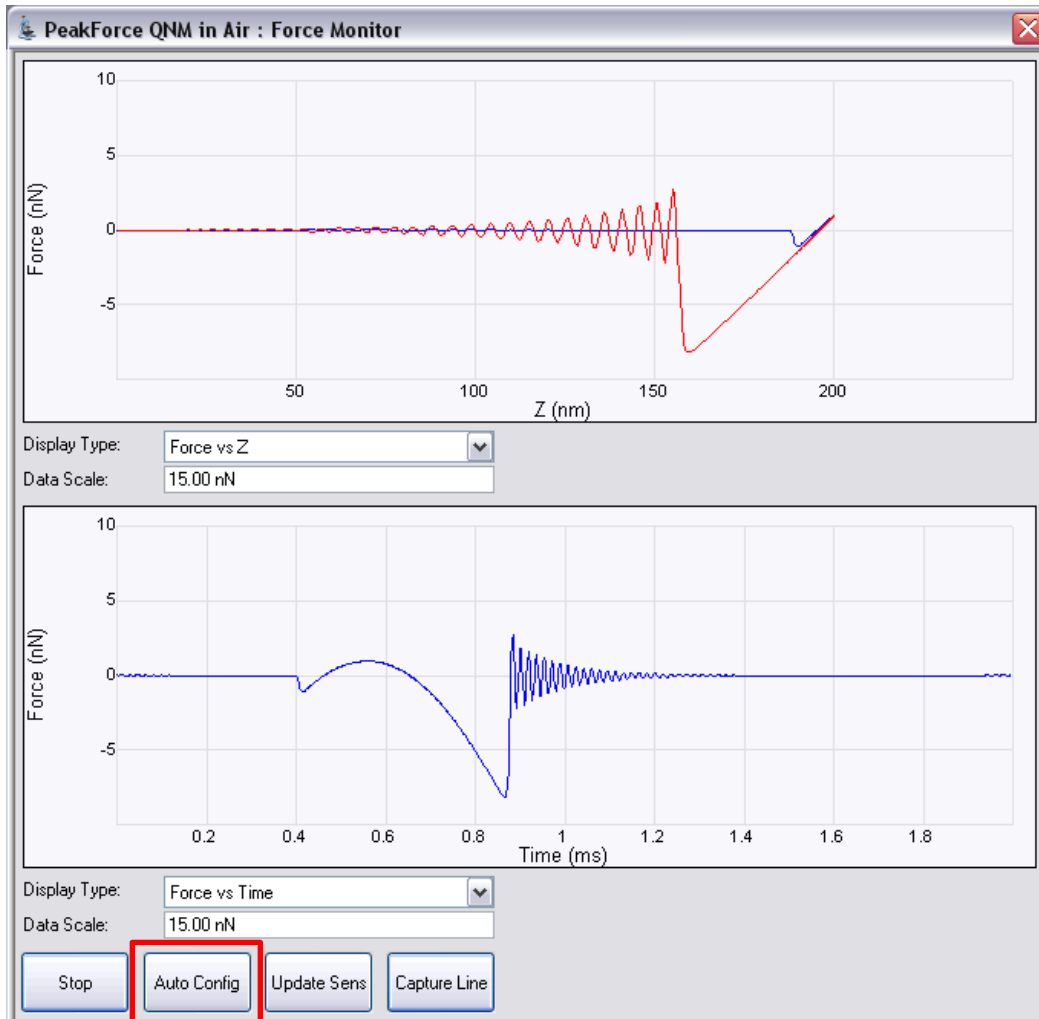 PeakForce QNM in Air : Force Monitor
10
5
0
-5
Force (nN)
50 100 150 200
Z (nm)
Display Type: Force vs Z
Data Scale: 15.00 nN
10
5
0
-5
Force (nN)
0.2 0.4 0.6 0.8 1 1.2 1.4 1.6 1.8
Time (ms)
Display Type: Force vs Time
Data Scale: 15.00 nN
Stop Auto Config Update Sens Capture Line